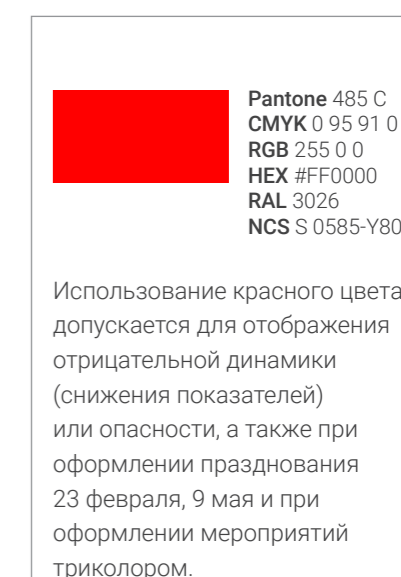 Pantone 485 C
CMYK 0 95 91 0
RGB 255 0 0
HEX #FF0000
RAL 3026
NCS S 0585-Y80
Использование красного цвета
допускается для отображения
отрицательной динамики
(снижения показателей)
или опасности, а также при
оформлении празднования
23 февраля, 9 мая и при
оформлении мероприятий
триколором.